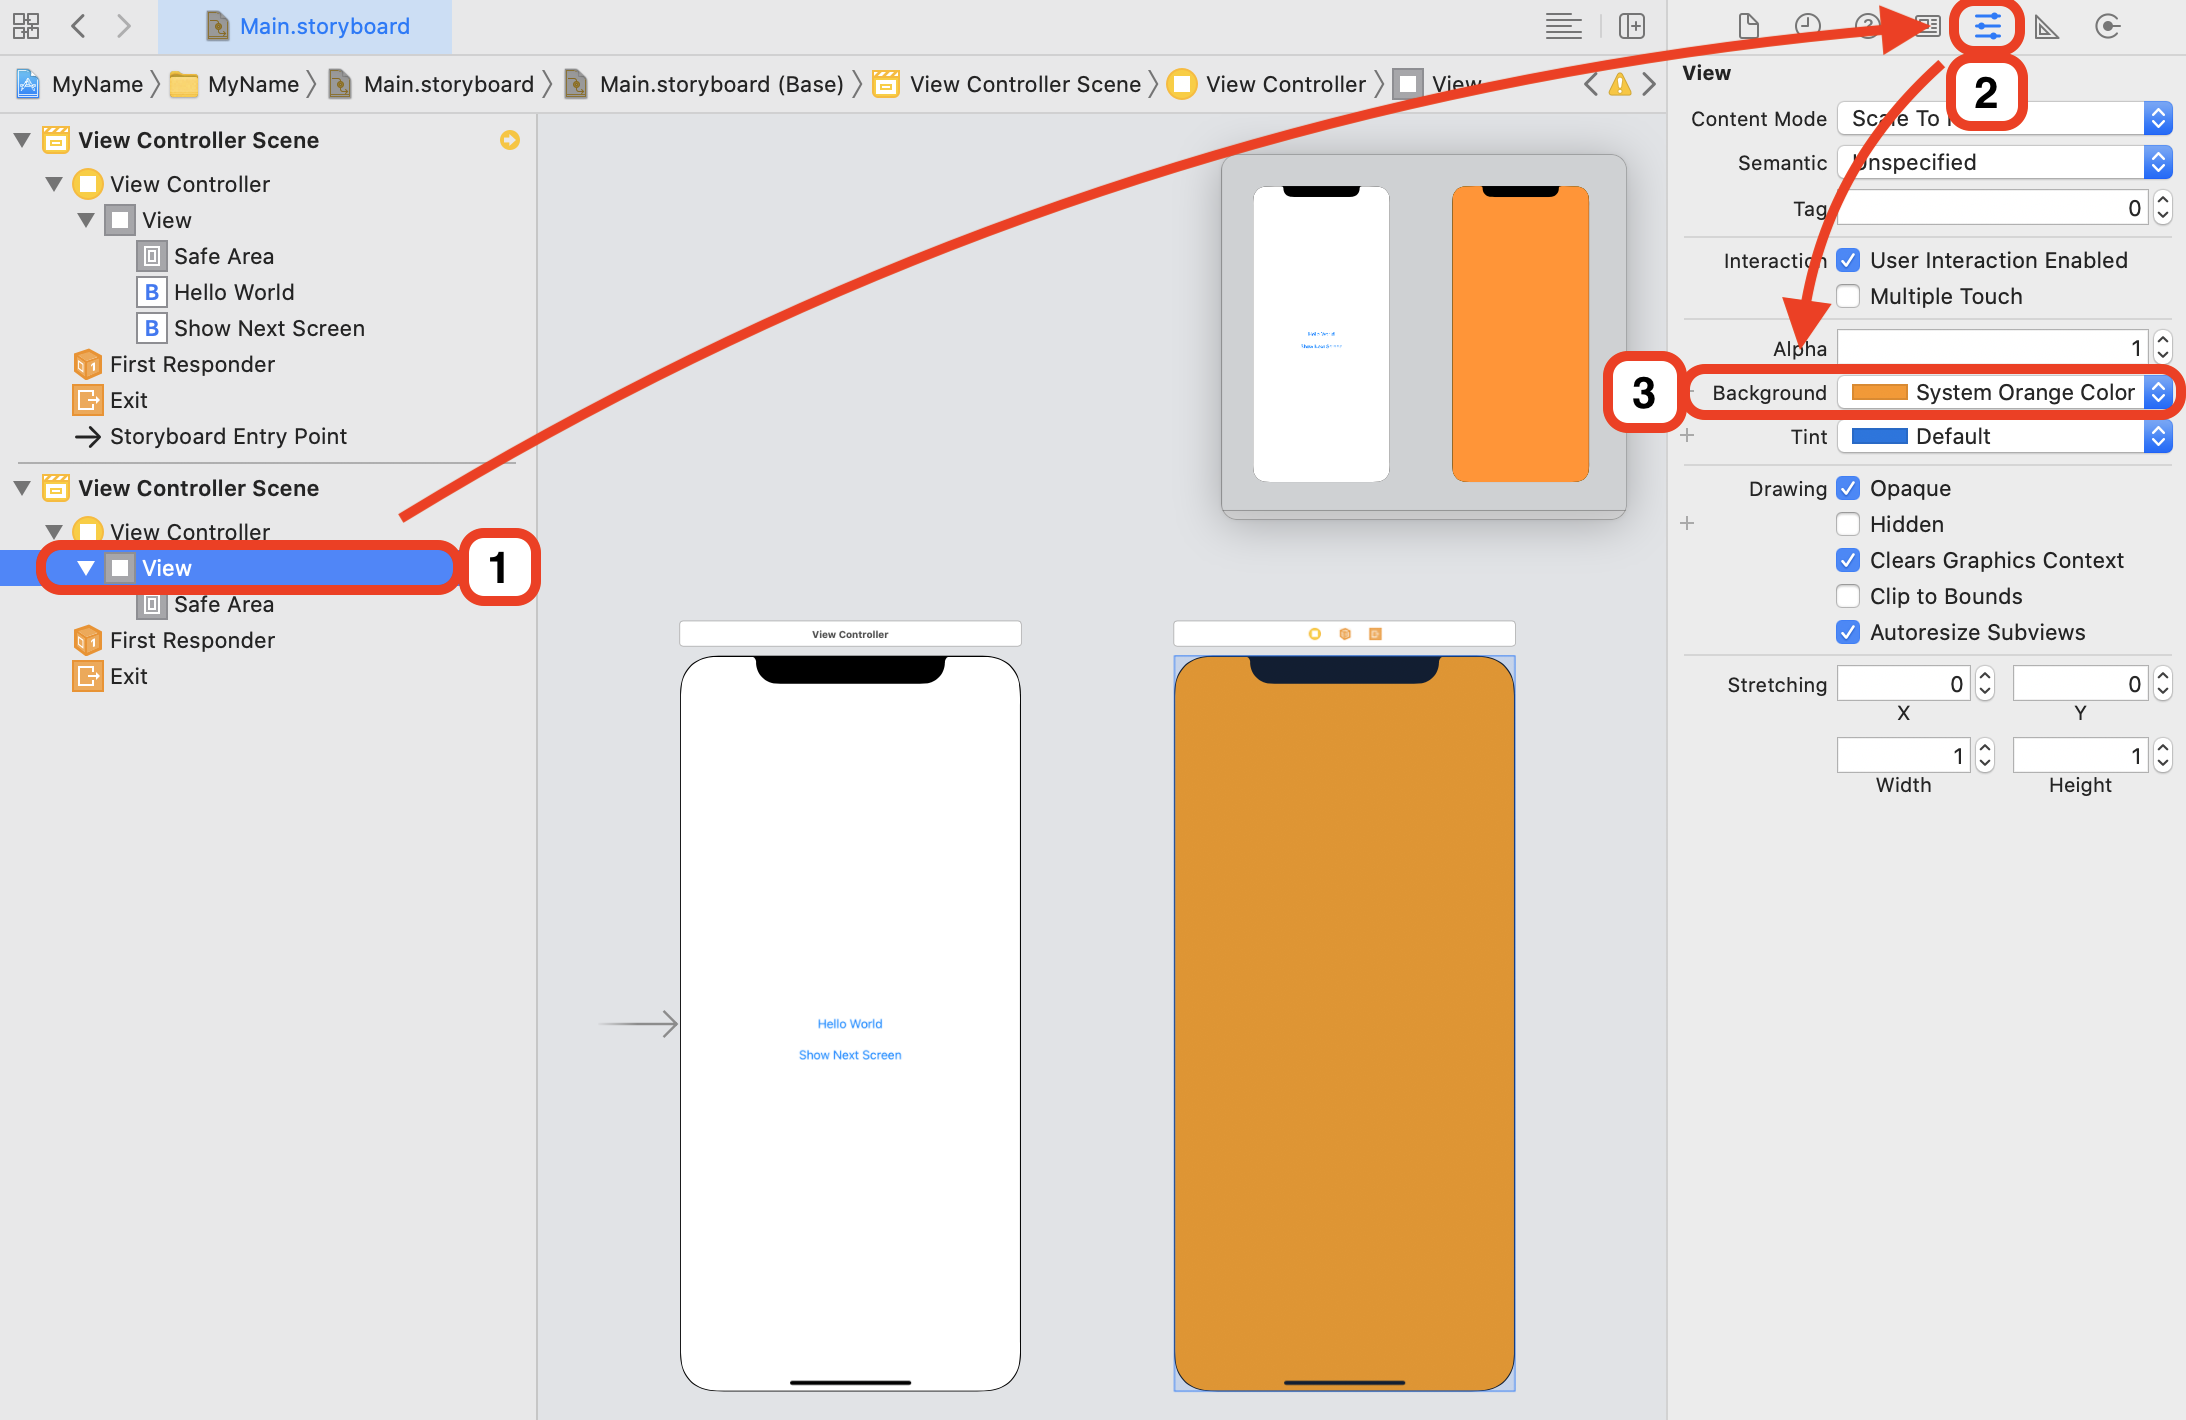 Main.storyboard
MyName
MyName
Main.storyboard
Main.storyboard (Base)
View Controller Scene
View Controller
View
View Controller Scene
View Controller
View
Safe Area
B Hello World
B Show Next Screen
First Responder
Exit
Storyboard Entry Point
View Controller Scene
View Controller
View
1
Safe Area
First Responder
Exit
Hello World
Show Next Screen
View Controller
Hello World
Show Next Screen
2
View
Content Mode Scale To
Semantic Unspecified
Tag 0
Interaction User Interaction Enabled
Multiple Touch
Alpha 1
3
Background System Orange Color
Tint Default
Drawing Opaque
Hidden
Clears Graphics Context
Clip to Bounds
Autoresize Subviews
Stretching 0 0
X Y
1 1
Width Height